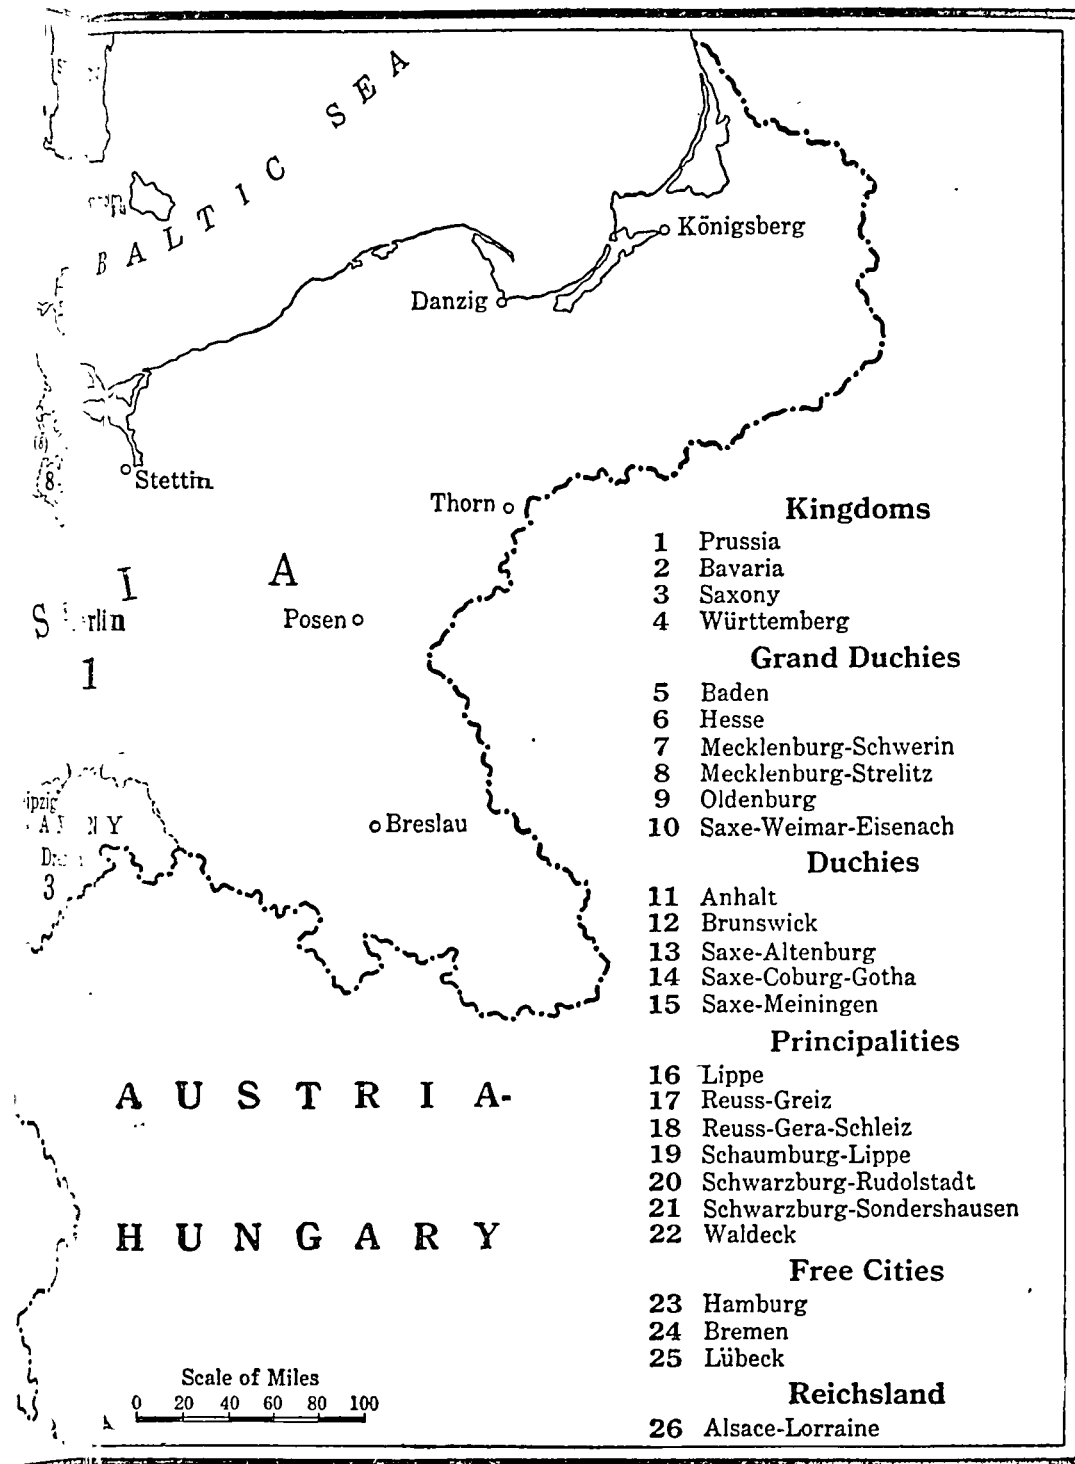 BALTIC SEA
Königsberg
Danzig
(8)
8
Stettin
Thorn
I A
S
Posen
1
Breslau
3
AUSTRIA-
HUNGARY
Scale of Miles
0 20 40 60 80 100
Kingdoms
1 Prussia
2 Bavaria
3 Saxony
4 Württemberg
Grand Duchies
5 Baden
6 Hesse
7 Mecklenburg-Schwerin
8 Mecklenburg-Strelitz
9 Oldenburg
10 Saxe-Weimar-Eisenach
Duchies
11 Anhalt
12 Brunswick
13 Saxe-Altenburg
14 Saxe-Coburg-Gotha
15 Saxe-Meiningen
Principalities
16 Lippe
17 Reuss-Greiz
18 Reuss-Gera-Schleiz
19 Schaumburg-Lippe
20 Schwarzburg-Rudolstadt
21 Schwarzburg-Sondershausen
22 Waldeck
Free Cities
23 Hamburg
24 Bremen
25 Lübeck
Reichsland
26 Alsace-Lorraine